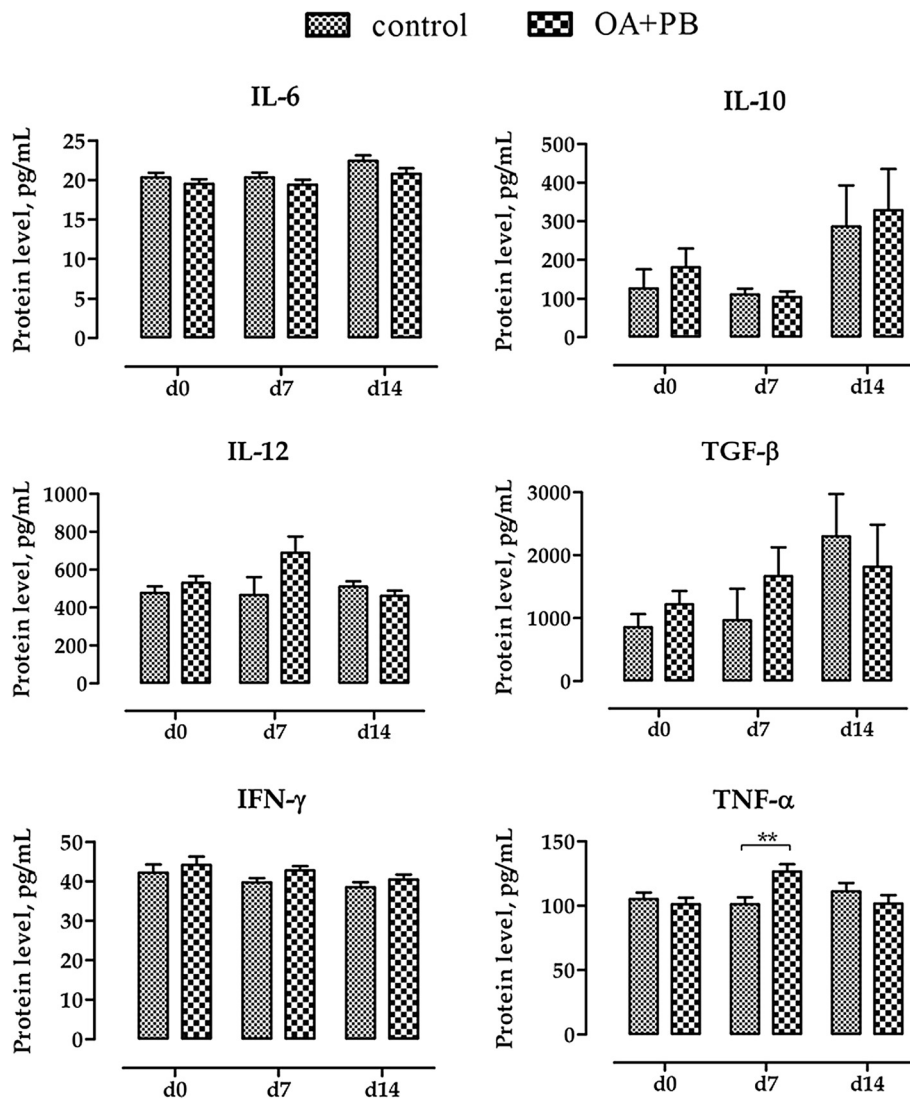 control OA+PB
IL-6
Protein level, pg/mL
25
20
15
10
5
0
d0 d7 d14
IL-10
Protein level, pg/mL
500
400
300
200
100
0
d0 d7 d14
IL-12
Protein level, pg/mL
1000
800
600
400
200
0
d0 d7 d14
TGF-β
Protein level, pg/mL
3000
2000
1000
0
d0 d7 d14
IFN-γ
Protein level, pg/mL
50
40
30
20
10
0
d0 d7 d14
TNF-α
Protein level, pg/mL
150
100
50
0
**
d0 d7 d14